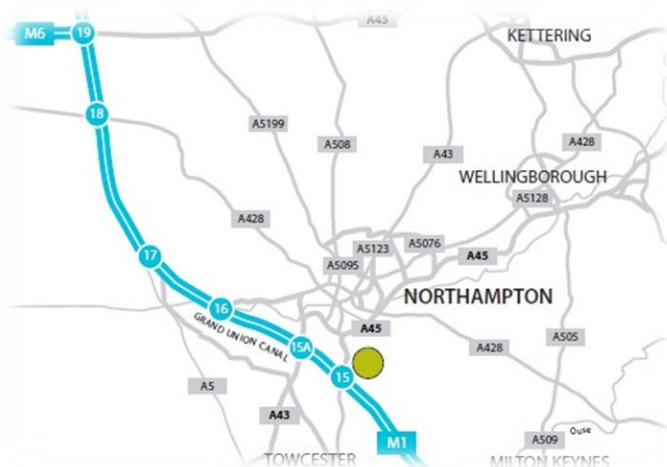 A45
M6
19
KETTERING
18
A5199
A508
A43
A428
WELLINGBOROUGH
A5128
A428
17
A5123
A5076
A45
A5095
NORTHAMPTON
16
GRAND UNION CANAL
A45
15A
A428
A505
15
A5
A43
M1
Ouse
A509
TOWCESTER
MILTON KEYNES